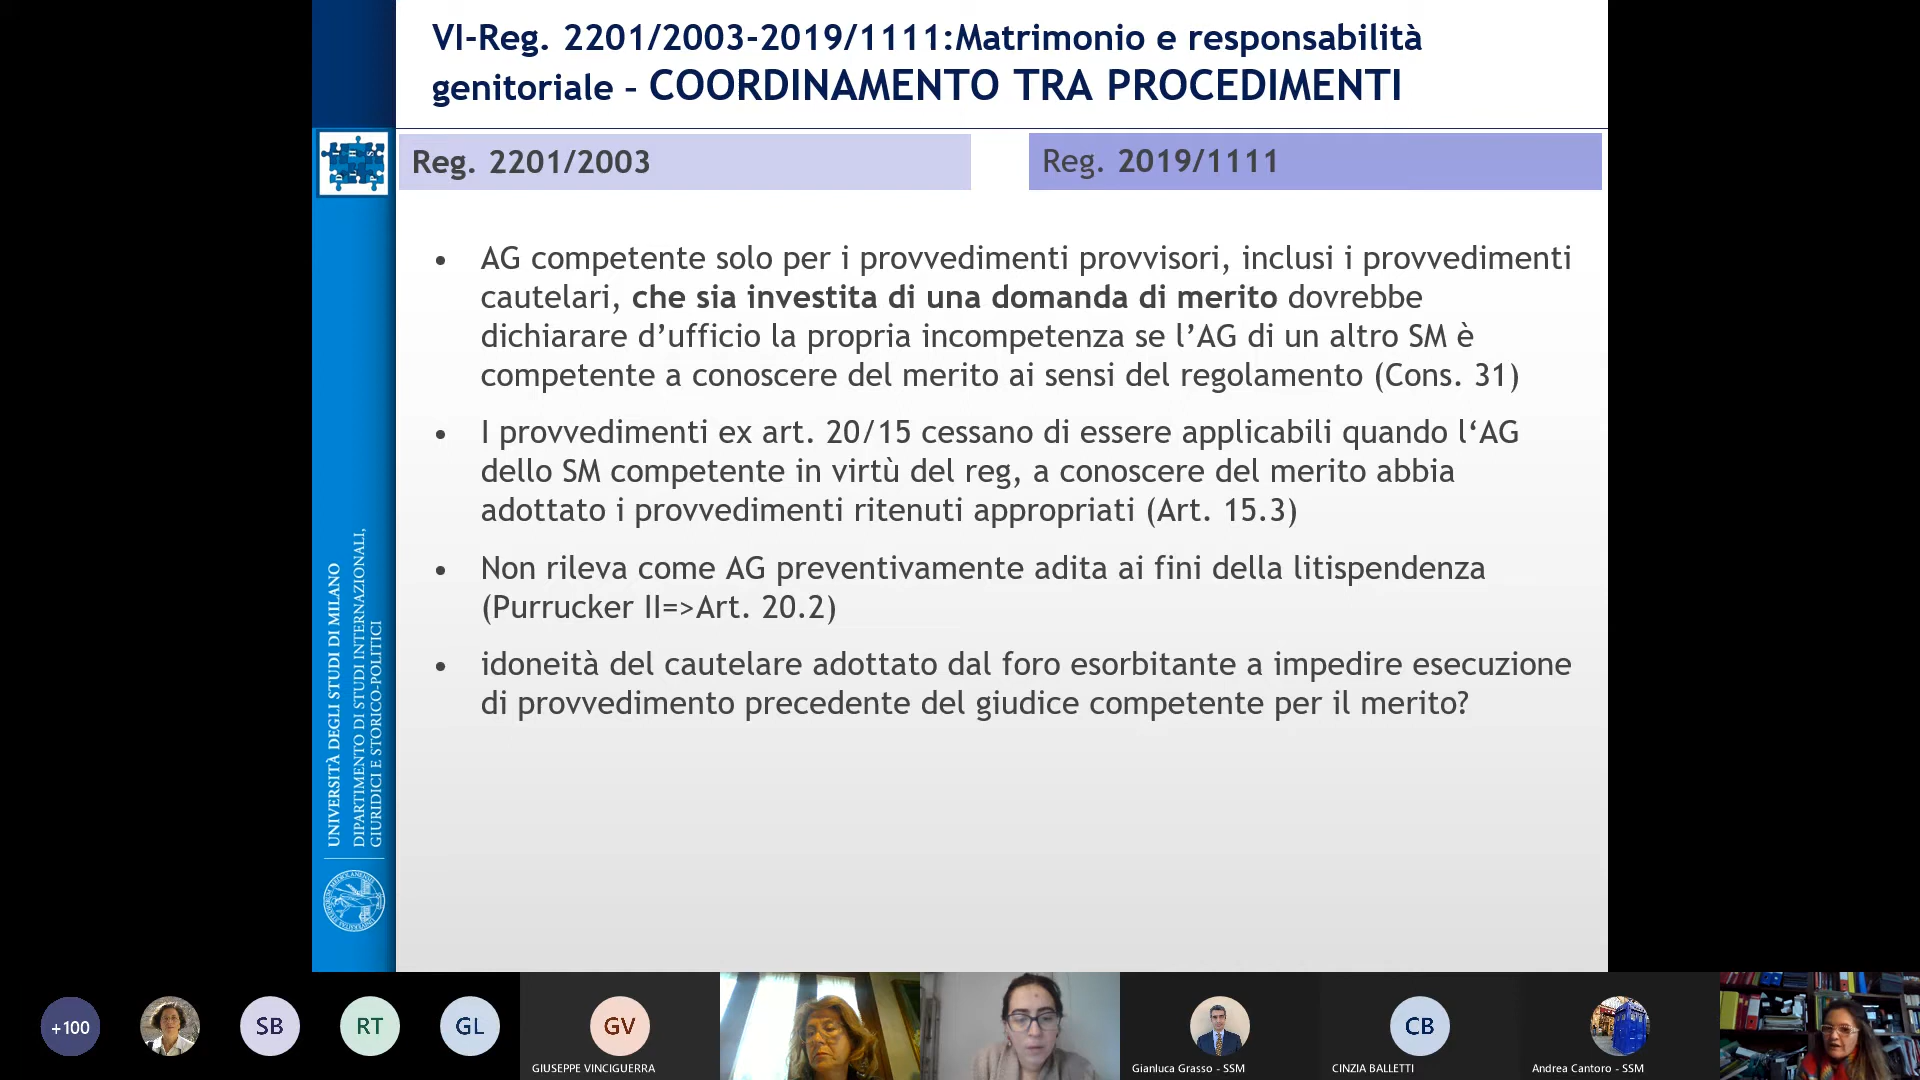 VI-Reg. 2201/2003-2019/1111:Matrimonio e responsabilità
genitoriale – COORDINAMENTO TRA PROCEDIMENTI
Reg. 2201/2003
Reg. 2019/1111
• AG competente solo per i provvedimenti provvisori, inclusi i provvedimenti
cautelari, che sia investita di una domanda di merito dovrebbe
dichiarare d’ufficio la propria incompetenza se l’AG di un altro SM è
competente a conoscere del merito ai sensi del regolamento (Cons. 31)
• I provvedimenti ex art. 20/15 cessano di essere applicabili quando l‘AG
dello SM competente in virtù del reg, a conoscere del merito abbia
adottato i provvedimenti ritenuti appropriati (Art. 15.3)
• Non rileva come AG preventivamente adita ai fini della litispendenza
(Purrucker II=>Art. 20.2)
• idoneità del cautelare adottato dal foro esorbitante a impedire esecuzione
di provvedimento precedente del giudice competente per il merito?
UNIVERSITÀ DEGLI STUDI DI MILANO
DIPARTIMENTO DI STUDI INTERNAZIONALI,
GIURIDICI E STORICO-POLITICI
+100
SB
RT
GL
GV
GIUSEPPE VINCIGUERRA
Gianluca Grasso - SSM
CB
CINZIA BALLETTI
Andrea Cantoro - SSM